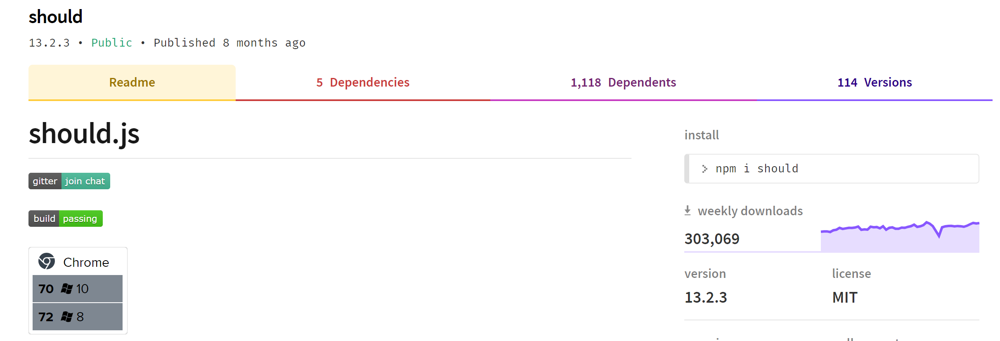 should
13.2.3 • Public • Published 8 months ago
Readme
5 Dependencies
1,118 Dependents
114 Versions
should.js
gitter join chat
build passing
Chrome
70 10
72 8
install
> npm i should
weekly downloads
303,069
version
13.2.3
license
MIT